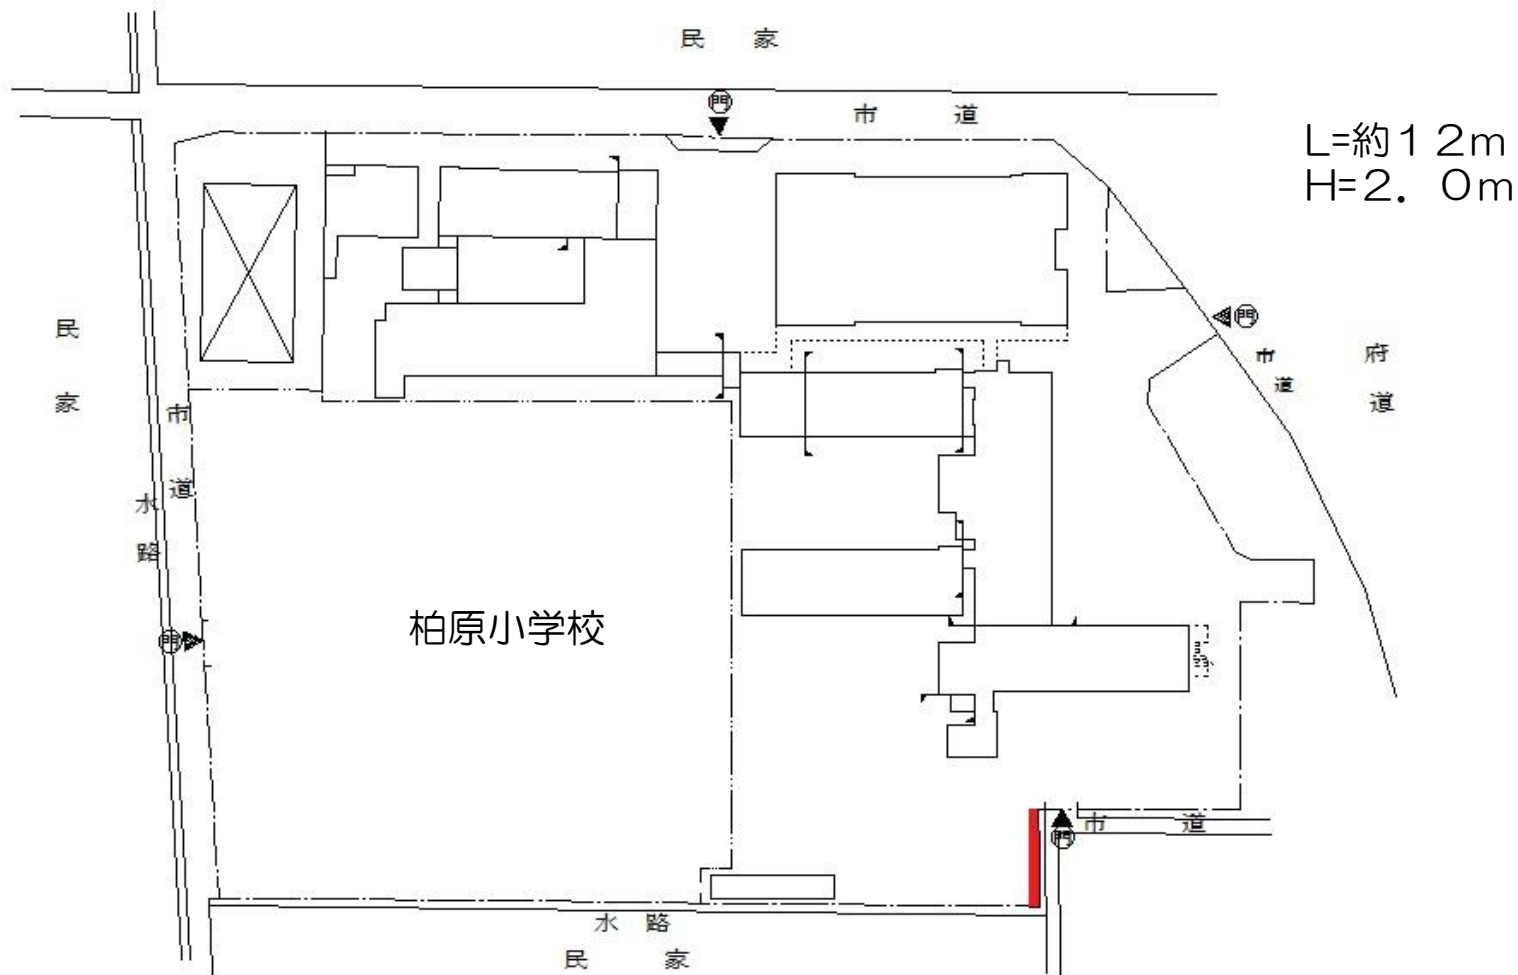 民 家
門
市 道
L=約12m
H=2．0m
民家
門
市道
府道
市道
水路
柏原小学校
門
市 道
門
水 路
民 家